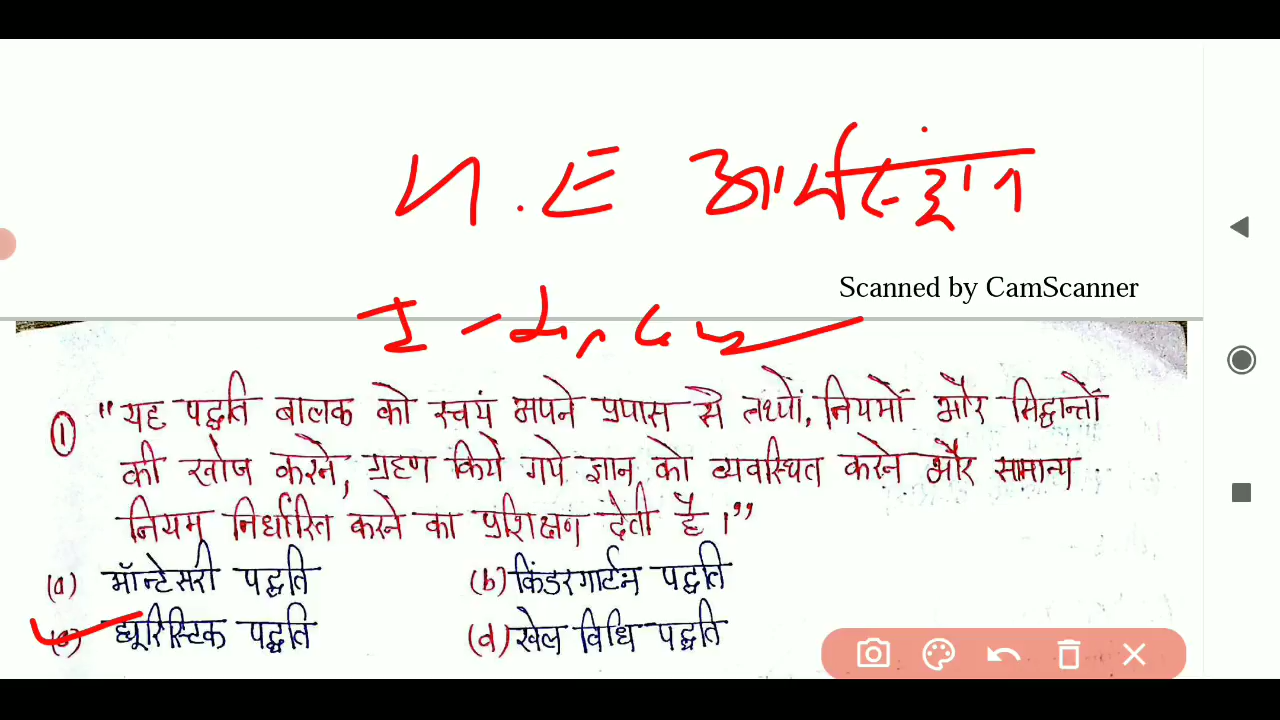 H.E आर्मस्ट्रांग
Scanned by CamScanner
① "यह पद्धति बालक को स्वयं अपने प्रयास से तथ्यों, नियमों और सिद्धान्तों
की खोज करने, ग्रहण किये गये ज्ञान को व्यवस्थित करने और सामान्य
नियम निर्धारित करने का प्रशिक्षण देती है।"
(a) मॉन्टेसरी पद्धति (b) किंडरगार्टन पद्धति
(c) ह्यूरिस्टिक पद्धति (d) खेल विधि पद्धति